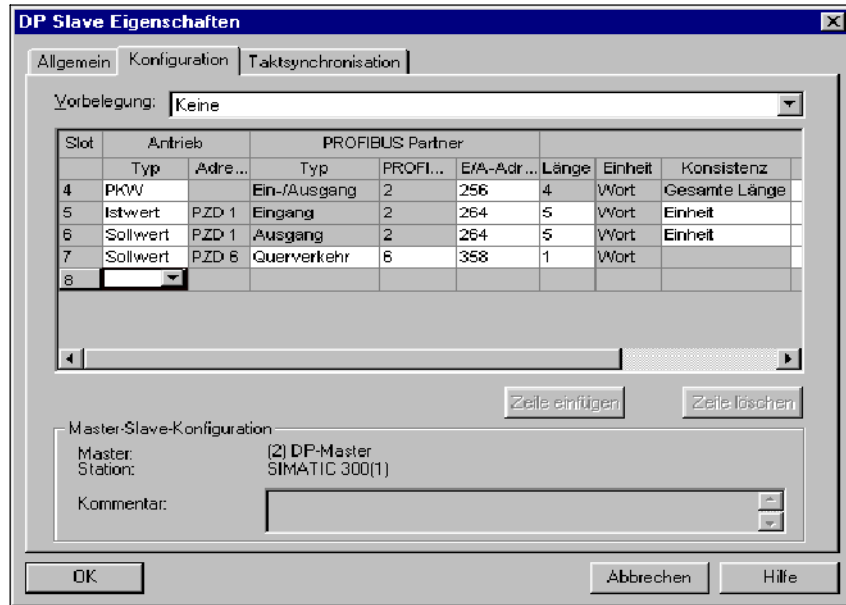 DP Slave Eigenschaften
Allgemein Konfiguration Taktsynchronisation
Vorbelegung: Keine
Slot Antrieb PROFIBUS Partner
Typ Adre... Typ PROFI... E/A-Adr... Länge Einheit Konsistenz
4 PKW Ein-/Ausgang 2 256 4 Wort Gesamte Länge
5 Istwert PZD 1 Eingang 2 264 5 Wort Einheit
6 Sollwert PZD 1 Ausgang 2 264 5 Wort Einheit
7 Sollwert PZD 6 Querverkehr 6 358 1 Wort
8
Zeile einfügen Zeile löschen
Master-Slave-Konfiguration
Master: (2) DP-Master
Station: SIMATIC 300(1)
Kommentar:
OK Abbrechen Hilfe